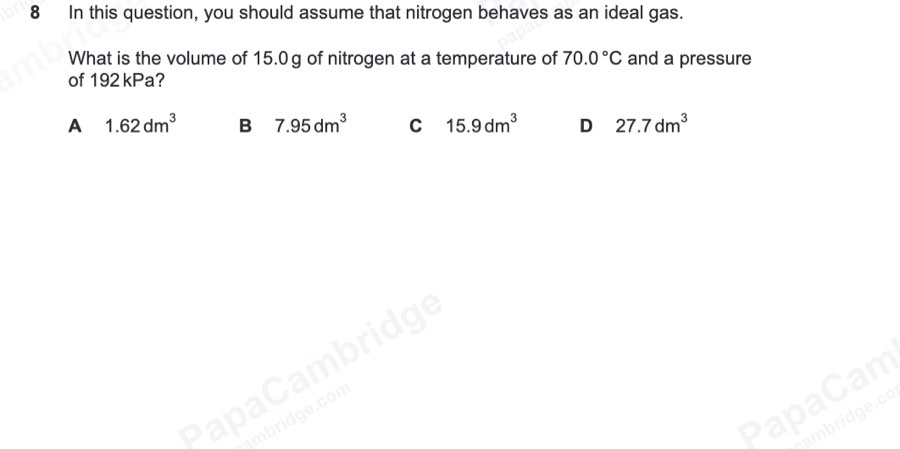 8 In this question, you should assume that nitrogen behaves as an ideal gas.
What is the volume of 15.0 g of nitrogen at a temperature of 70.0 °C and a pressure
of 192 kPa?
A 1.62 dm³ B 7.95 dm³ C 15.9 dm³ D 27.7 dm³
PapaCambridge
PapaCam
cambridge.com